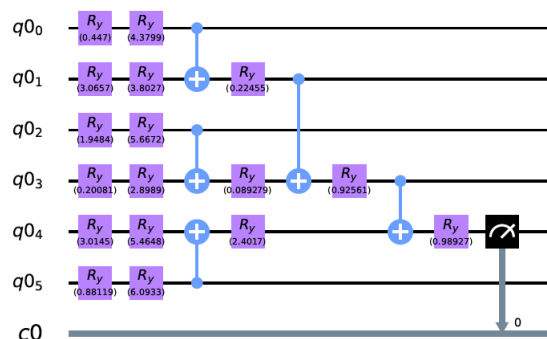 q0₀ R_y (0.447) R_y (4.3799)
q0₁ R_y (3.0657) R_y (3.8027) R_y (0.22455)
q0₂ R_y (1.9484) R_y (5.6672)
q0₃ R_y (0.20081) R_y (2.8989) R_y (0.089279) R_y (0.92561)
q0₄ R_y (3.0145) R_y (5.4648) R_y (2.4017) R_y (0.98927)
q0₅ R_y (0.88119) R_y (6.0933)
c0 0